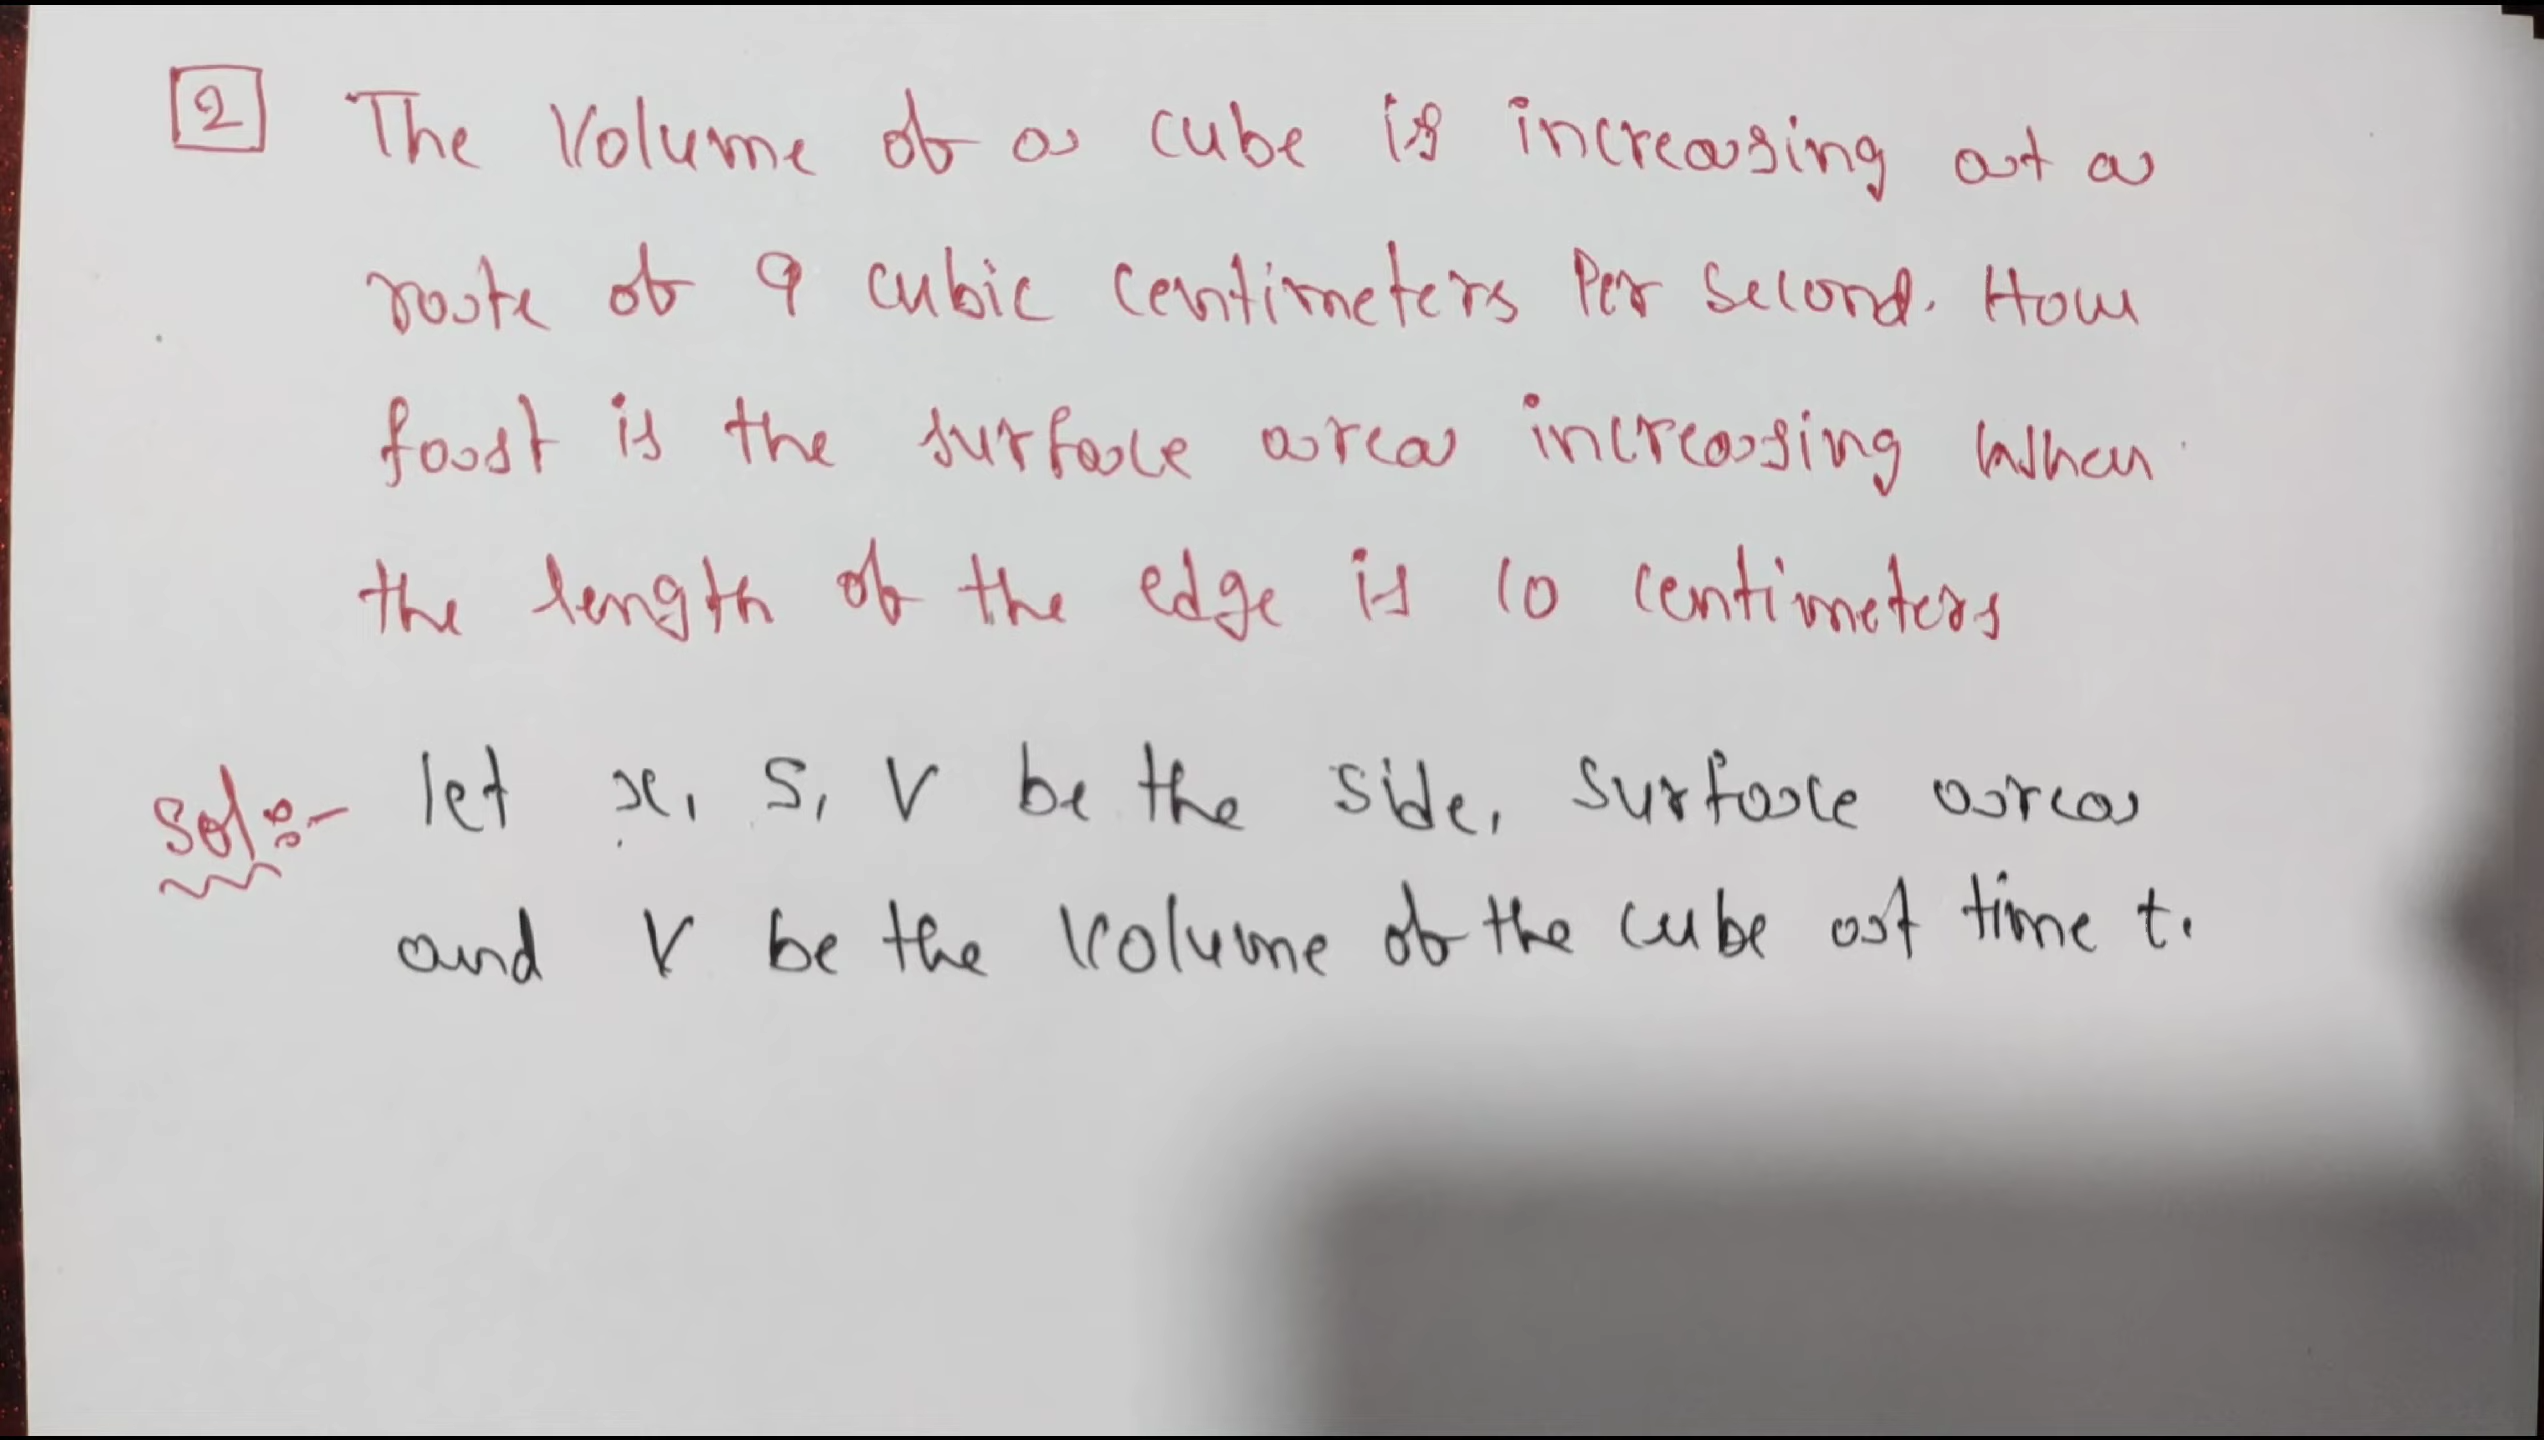 2 The Volume of a cube is increasing at a
rate of 9 cubic centimeters Per second. How
fast is the surface area increasing when
the length of the edge is 10 centimeters
Sol:- let x, S, V be the side, surface area
and V be the Volume of the cube at time t.